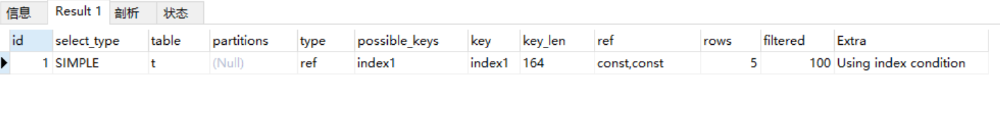 信息 Result 1 剖析 状态
id select_type table partitions type possible_keys key key_len ref rows filtered Extra
1 SIMPLE t (Null) ref index1 index1 164 const,const 5 100 Using index condition